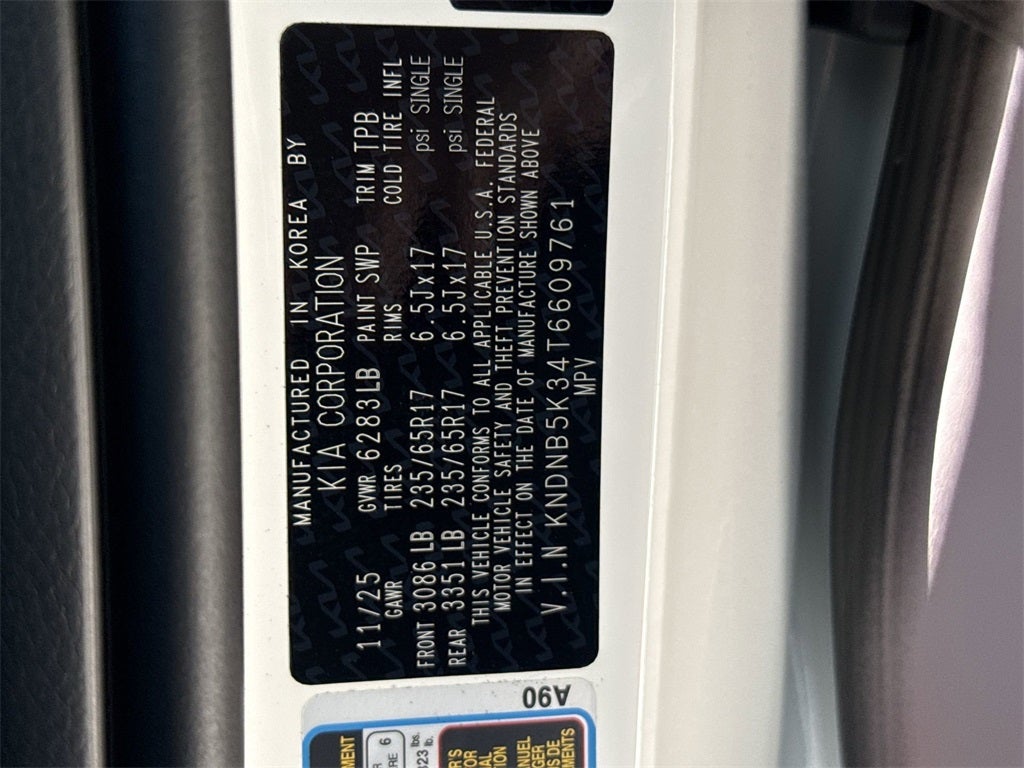 MANUFACTURED IN KOREA BY
KIA CORPORATION
11/25 GVWR 6283LB PAINT SWP TRIM TPB
GAWR TIRES RIMS COLD TIRE INFL
FRONT 3086LB 235/65R17 6.5Jx17 psi SINGLE
REAR 3351LB 235/65R17 6.5Jx17 psi SINGLE
THIS VEHICLE CONFORMS TO ALL APPLICABLE U.S.A. FEDERAL
MOTOR VEHICLE SAFETY AND THEFT PREVENTION STANDARDS
IN EFFECT ON THE DATE OF MANUFACTURE SHOWN ABOVE
V.I.N KNDNB5K34T6609761
MPV
A90
6
lbs.
lb.